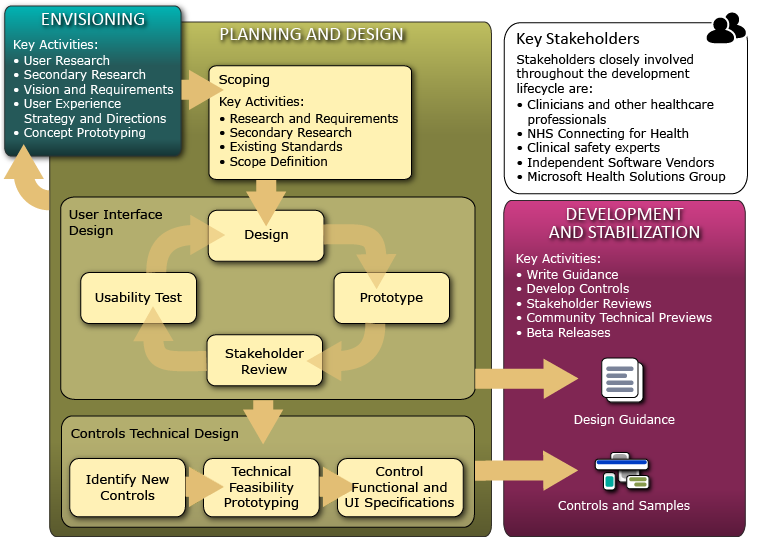 ENVISIONING
Key Activities:
• User Research
• Secondary Research
• Vision and Requirements
• User Experience
Strategy and Directions
• Concept Prototyping
PLANNING AND DESIGN
Scoping
Key Activities:
• Research and Requirements
• Secondary Research
• Existing Standards
• Scope Definition
User Interface
Design
Design
Usability Test
Prototype
Stakeholder
Review
Controls Technical Design
Identify New
Controls
Technical
Feasibility
Prototyping
Control
Functional and
UI Specifications
Key Stakeholders
Stakeholders closely involved
throughout the development
lifecycle are:
• Clinicians and other healthcare
professionals
• NHS Connecting for Health
• Clinical safety experts
• Independent Software Vendors
• Microsoft Health Solutions Group
DEVELOPMENT
AND STABILIZATION
Key Activities:
• Write Guidance
• Develop Controls
• Stakeholder Reviews
• Community Technical Previews
• Beta Releases
Design Guidance
Controls and Samples